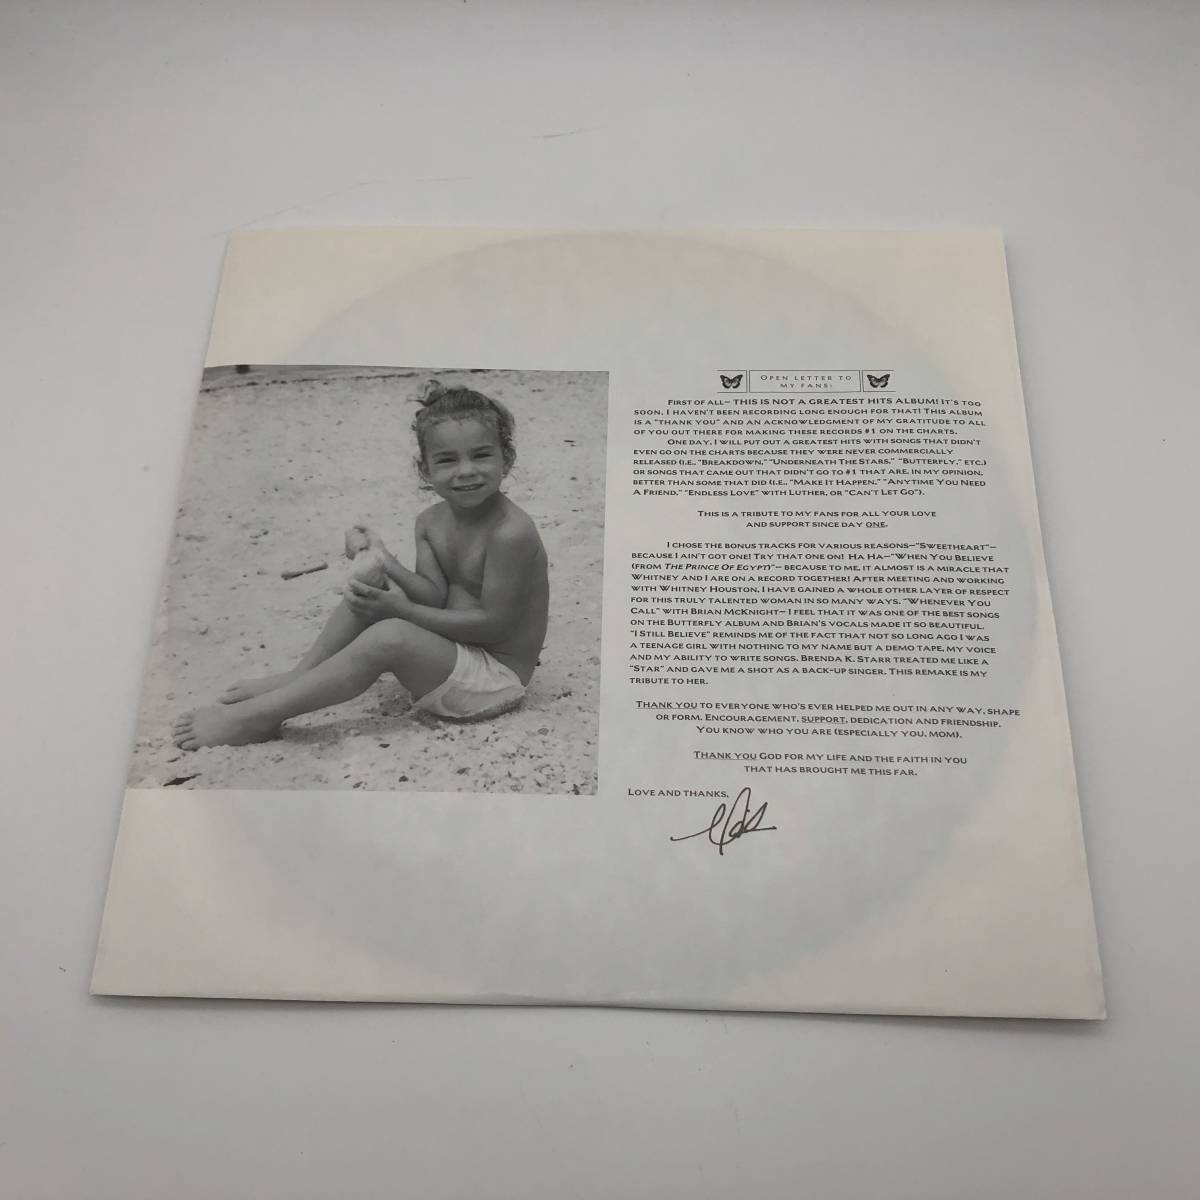 Open letter to
my fans:
First of all— THIS IS NOT A GREATEST HITS ALBUM! It's too
soon, I haven't been recording long enough for that! This album
is a "thank you" and an acknowledgment of my gratitude to all
of you out there for making these records #1 on the charts.
One day, I will put out a greatest hits with songs that didn't
even go on the charts because they were never commercially
released (i.e., "Breakdown," "Underneath The Stars," "Butterfly," etc.)
or songs that came out that didn't go to #1 that are, in my opinion,
better than some that did (i.e., "Make It Happen," "Anytime You Need
A Friend," "Endless Love" with Luther, or "Can't Let Go").
This is a tribute to my fans for all your love
and support since day one.
I chose the bonus tracks for various reasons—"Sweetheart"—
because I ain't got one! Try that one on! Ha Ha—"When You Believe
(from The Prince Of Egypt)"— because to me, it almost is a miracle that
Whitney and I are on a record together! After meeting and working
with Whitney Houston, I have gained a whole other layer of respect
for this truly talented woman in so many ways. "Whenever You
Call" with Brian McKnight— I feel that it was one of the best songs
on the Butterfly album and Brian's vocals made it so beautiful.
"I Still Believe" reminds me of the fact that not so long ago I was
a teenage girl with nothing to my name but a demo tape, my voice
and my ability to write songs. Brenda K. Starr treated me like a
"Star" and gave me a shot as a back-up singer. This remake is my
tribute to her.
Thank you to everyone who's ever helped me out in any way, shape
or form. Encouragement, support, dedication and friendship.
You know who you are (especially you, Mom).
Thank you God for my life and the faith in you
that has brought me this far.
Love and thanks,